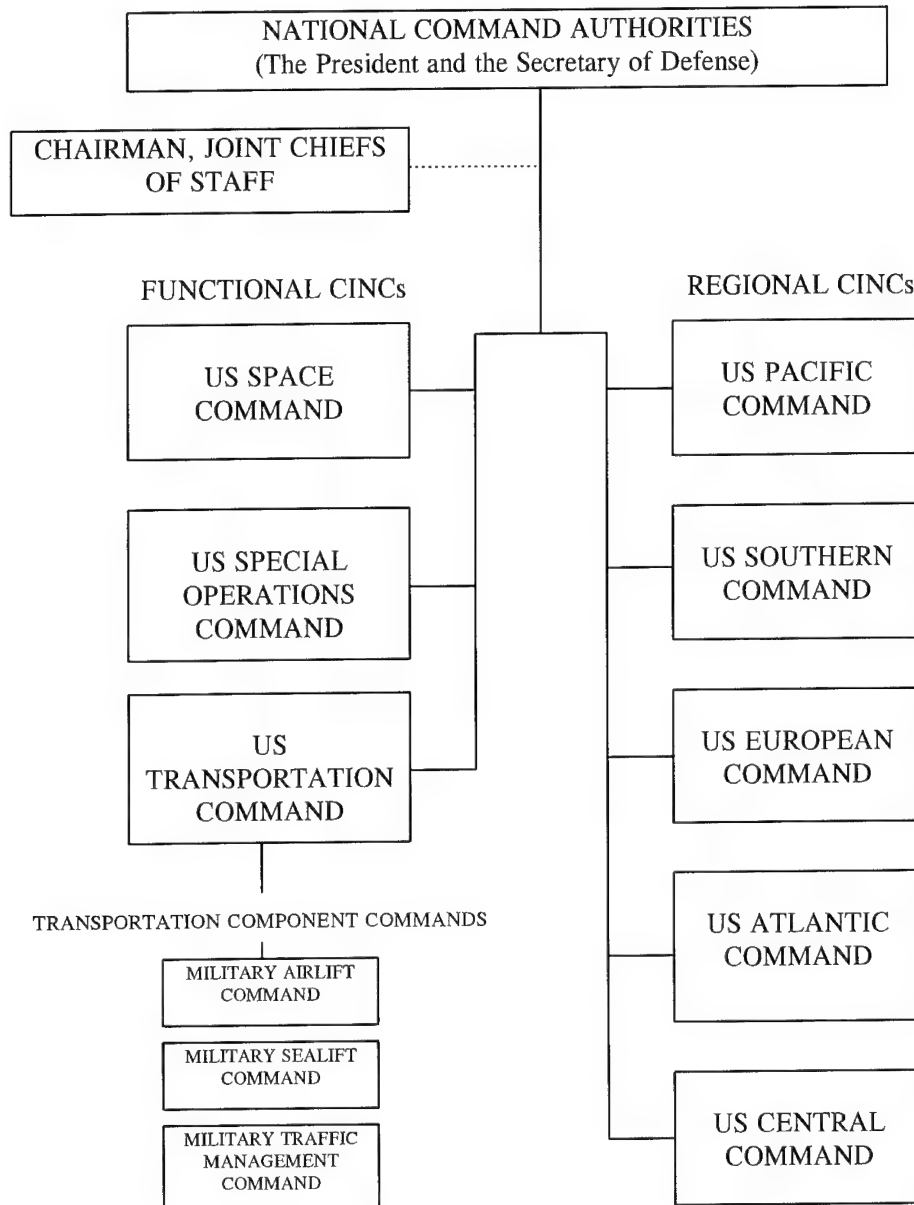 NATIONAL COMMAND AUTHORITIES
(The President and the Secretary of Defense)
CHAIRMAN, JOINT CHIEFS
OF STAFF
FUNCTIONAL CINCs
US SPACE
COMMAND
US SPECIAL
OPERATIONS
COMMAND
US
TRANSPORTATION
COMMAND
TRANSPORTATION COMPONENT COMMANDS
MILITARY AIRLIFT
COMMAND
MILITARY SEALIFT
COMMAND
MILITARY TRAFFIC
MANAGEMENT
COMMAND
REGIONAL CINCs
US PACIFIC
COMMAND
US SOUTHERN
COMMAND
US EUROPEAN
COMMAND
US ATLANTIC
COMMAND
US CENTRAL
COMMAND